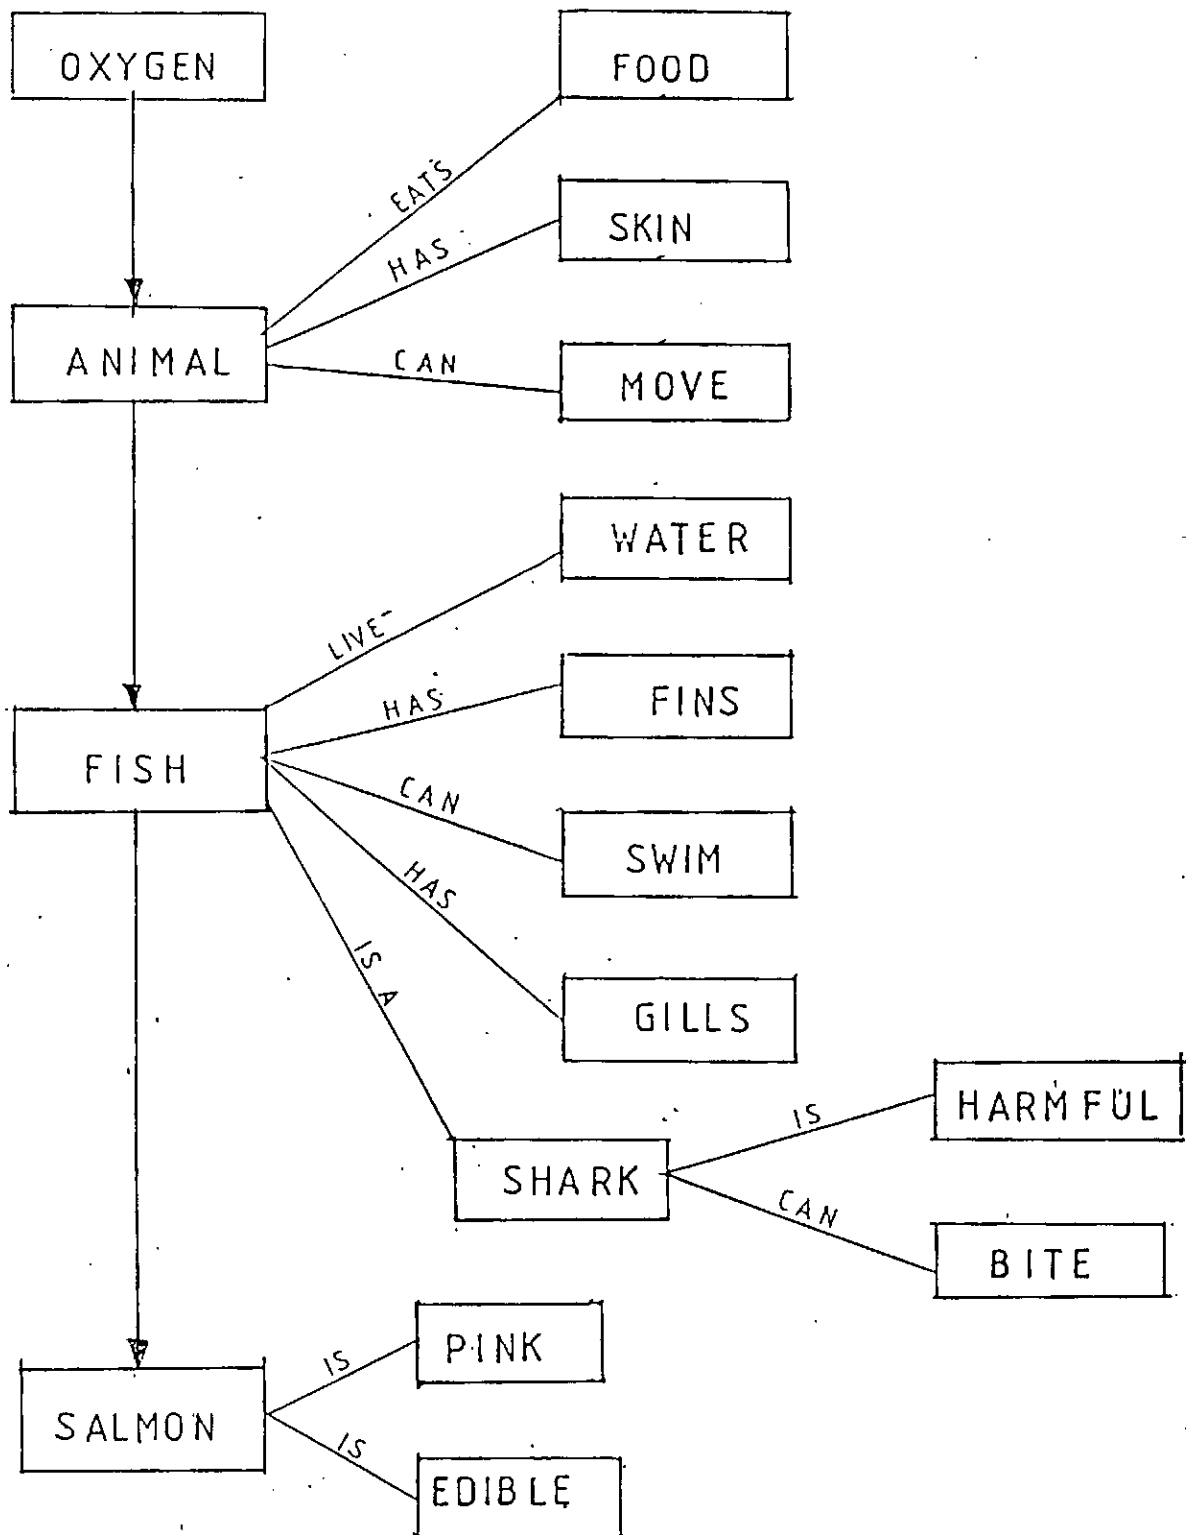 OXYGEN
FOOD
EATS
SKIN
HAS
ANIMAL
CAN
MOVE
WATER
LIVE
HAS
FINS
FISH
CAN
SWIM
HAS
IS A
GILLS
HARMFUL
IS
SHARK
CAN
BITE
PINK
IS
SALMON
IS
EDIBLE